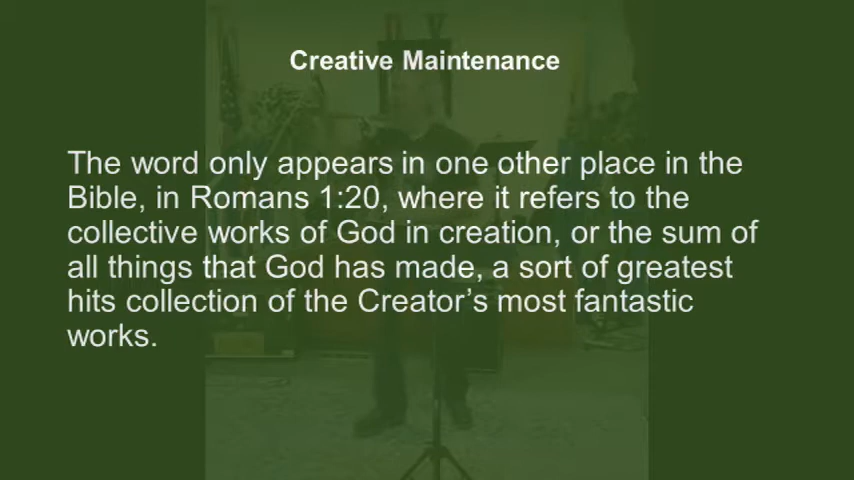 Creative Maintenance
The word only appears in one other place in the
Bible, in Romans 1:20, where it refers to the
collective works of God in creation, or the sum of
all things that God has made, a sort of greatest
hits collection of the Creator’s most fantastic
works.